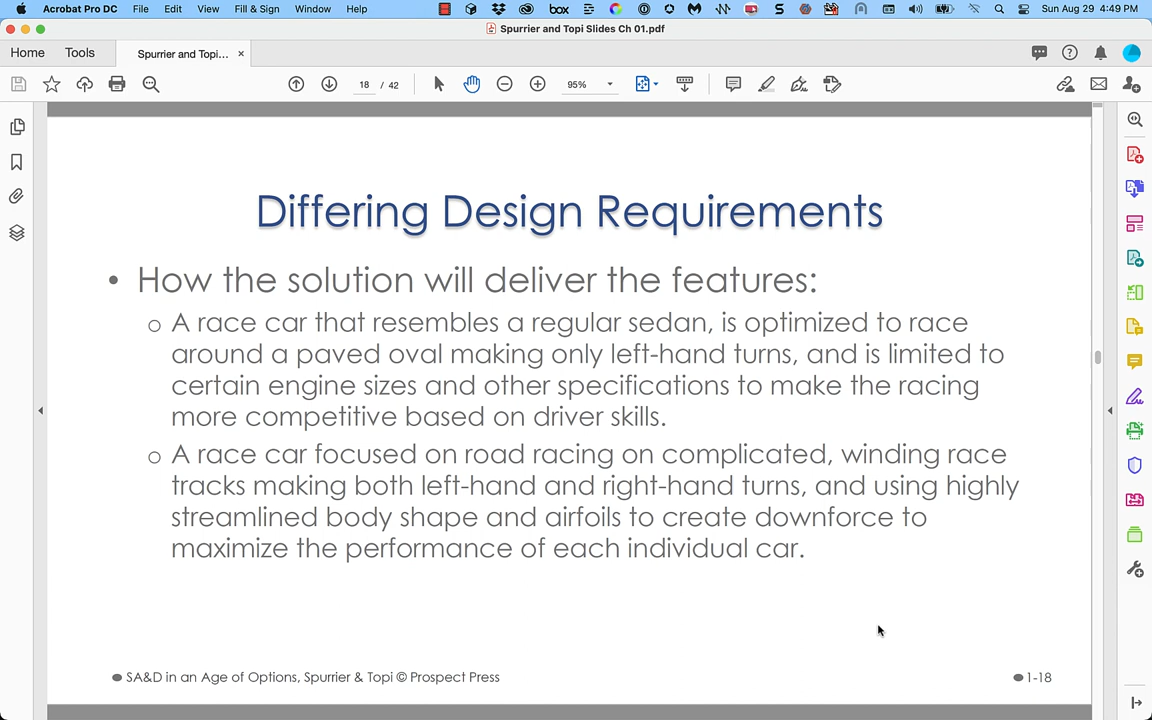 Acrobat Pro DC File Edit View Fill & Sign Window Help box Sun Aug 29 4:49 PM
Spurrier and Topi Slides Ch 01.pdf
Home Tools Spurrier and Topi... ×
18 / 42 95%
Differing Design Requirements
• How the solution will deliver the features:
o A race car that resembles a regular sedan, is optimized to race
around a paved oval making only left-hand turns, and is limited to
certain engine sizes and other specifications to make the racing
more competitive based on driver skills.
o A race car focused on road racing on complicated, winding race
tracks making both left-hand and right-hand turns, and using highly
streamlined body shape and airfoils to create downforce to
maximize the performance of each individual car.
SA&D in an Age of Options, Spurrier & Topi © Prospect Press
1-18